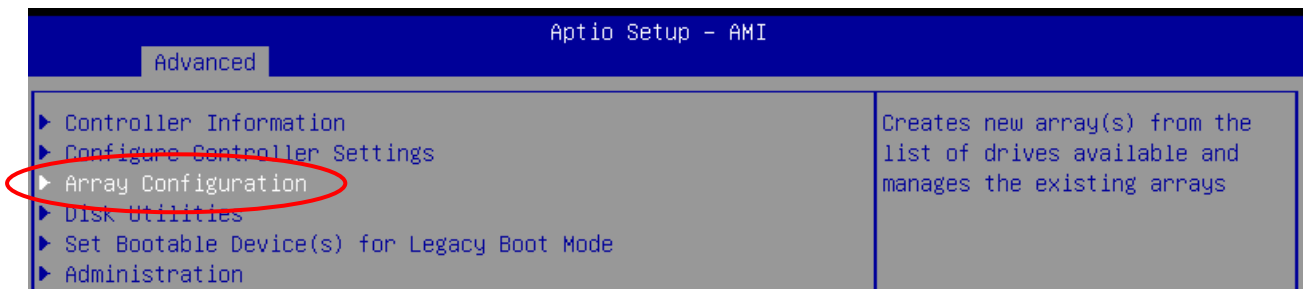 Aptio Setup – AMI
Advanced
Controller Information
Configure Controller Settings
Array Configuration
Disk Utilities
Set Bootable Device(s) for Legacy Boot Mode
Administration
Creates new array(s) from the
list of drives available and
manages the existing arrays